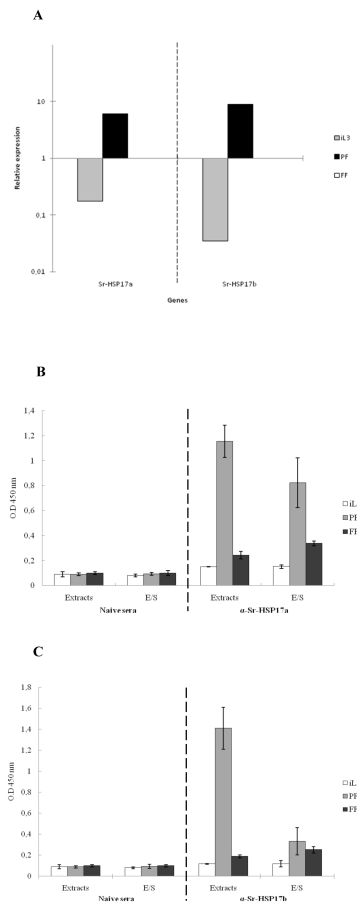 A
Relative expression
10
1
0,1
0,01
Sr-HSP17a
Sr-HSP17b
Genes
iL3
PF
FF
B
O.D 450 nm
1,4
1,2
1
0,8
0,6
0,4
0,2
0
Extracts
E/S
Extracts
E/S
Naive sera
α-Sr-HSP17a
iL
PF
FF
C
O.D 450 nm
1,8
1,6
1,4
1,2
1
0,8
0,6
0,4
0,2
0
Extracts
E/S
Extracts
E/S
Naive sera
α-Sr-HSP17b
iL
PF
FF